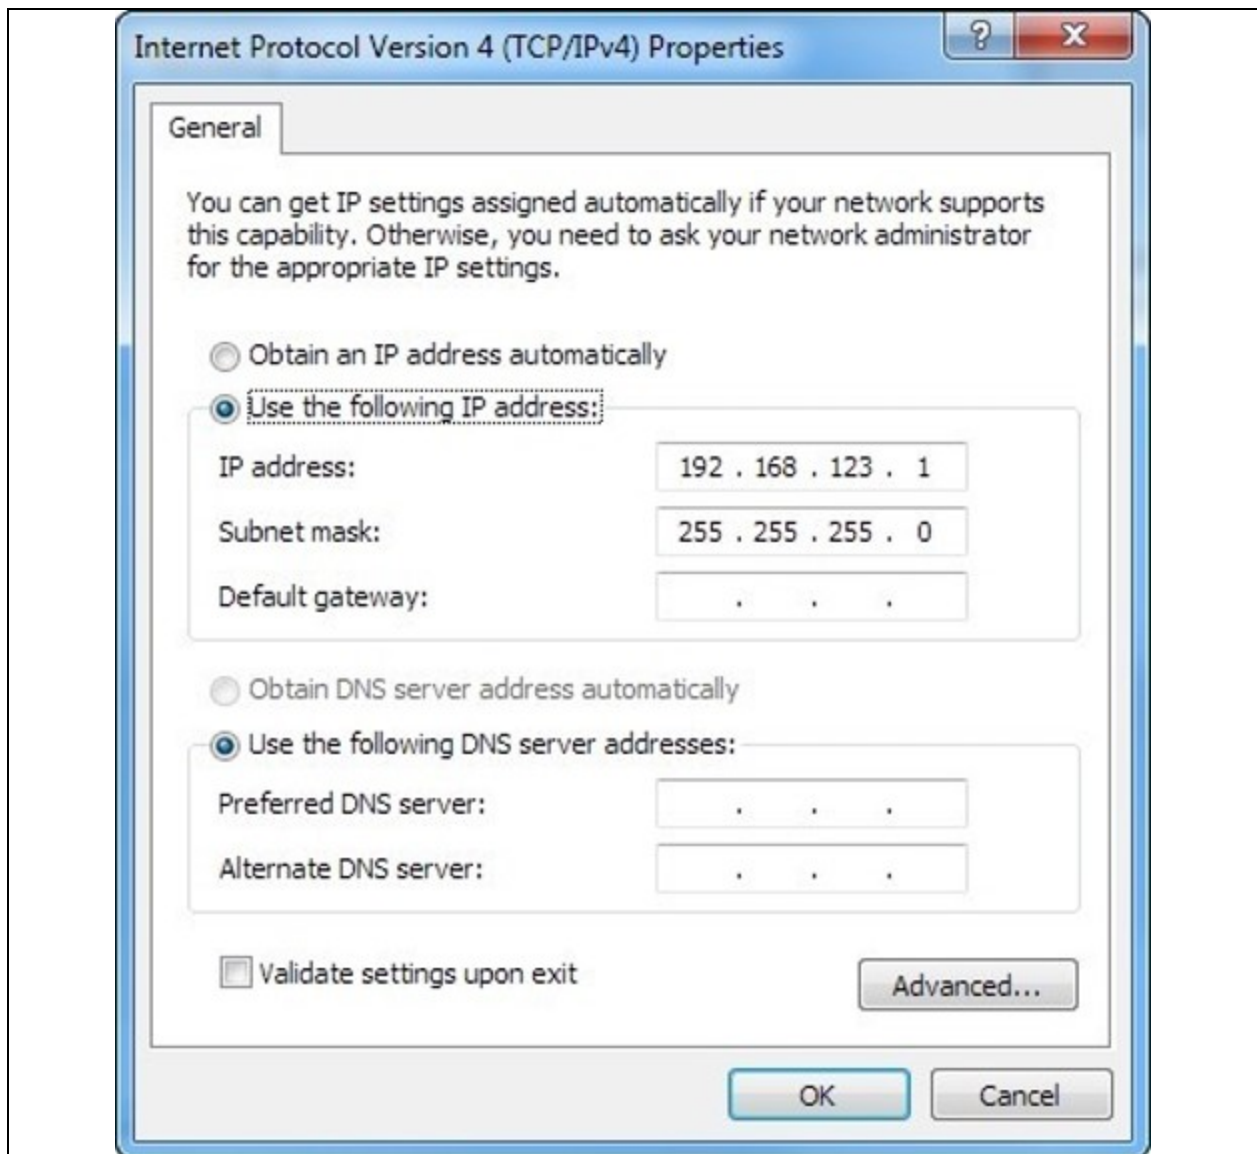 Internet Protocol Version 4 (TCP/IPv4) Properties
? X
General
You can get IP settings assigned automatically if your network supports
this capability. Otherwise, you need to ask your network administrator
for the appropriate IP settings.
Obtain an IP address automatically
Use the following IP address:
IP address: 192 . 168 . 123 . 1
Subnet mask: 255 . 255 . 255 . 0
Default gateway: . . .
Obtain DNS server address automatically
Use the following DNS server addresses:
Preferred DNS server: . . .
Alternate DNS server: . . .
Validate settings upon exit
Advanced...
OK Cancel